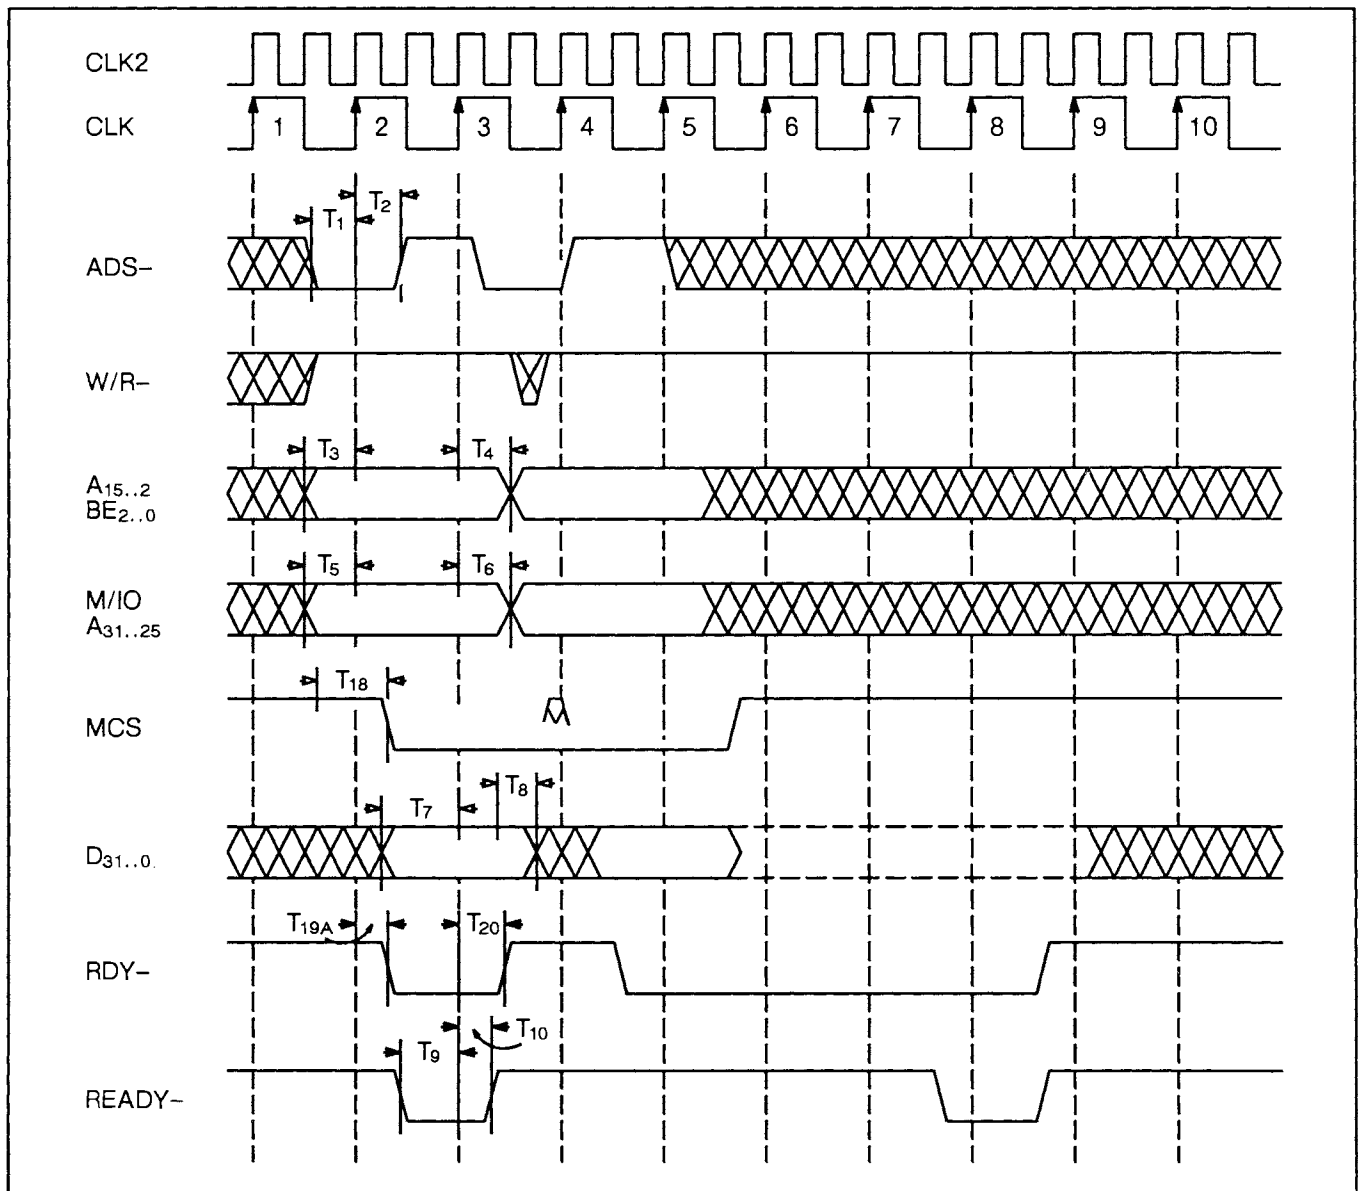 CLK2
CLK
1 2 3 4 5 6 7 8 9 10
T1 T2
ADS–
W/R–
T3 T4
A15..2
BE2..0
T5 T6
M/IO
A31..25
T18
MCS
T8
T7
D31..0.
T19A T20
RDY–
T10
T9
READY–